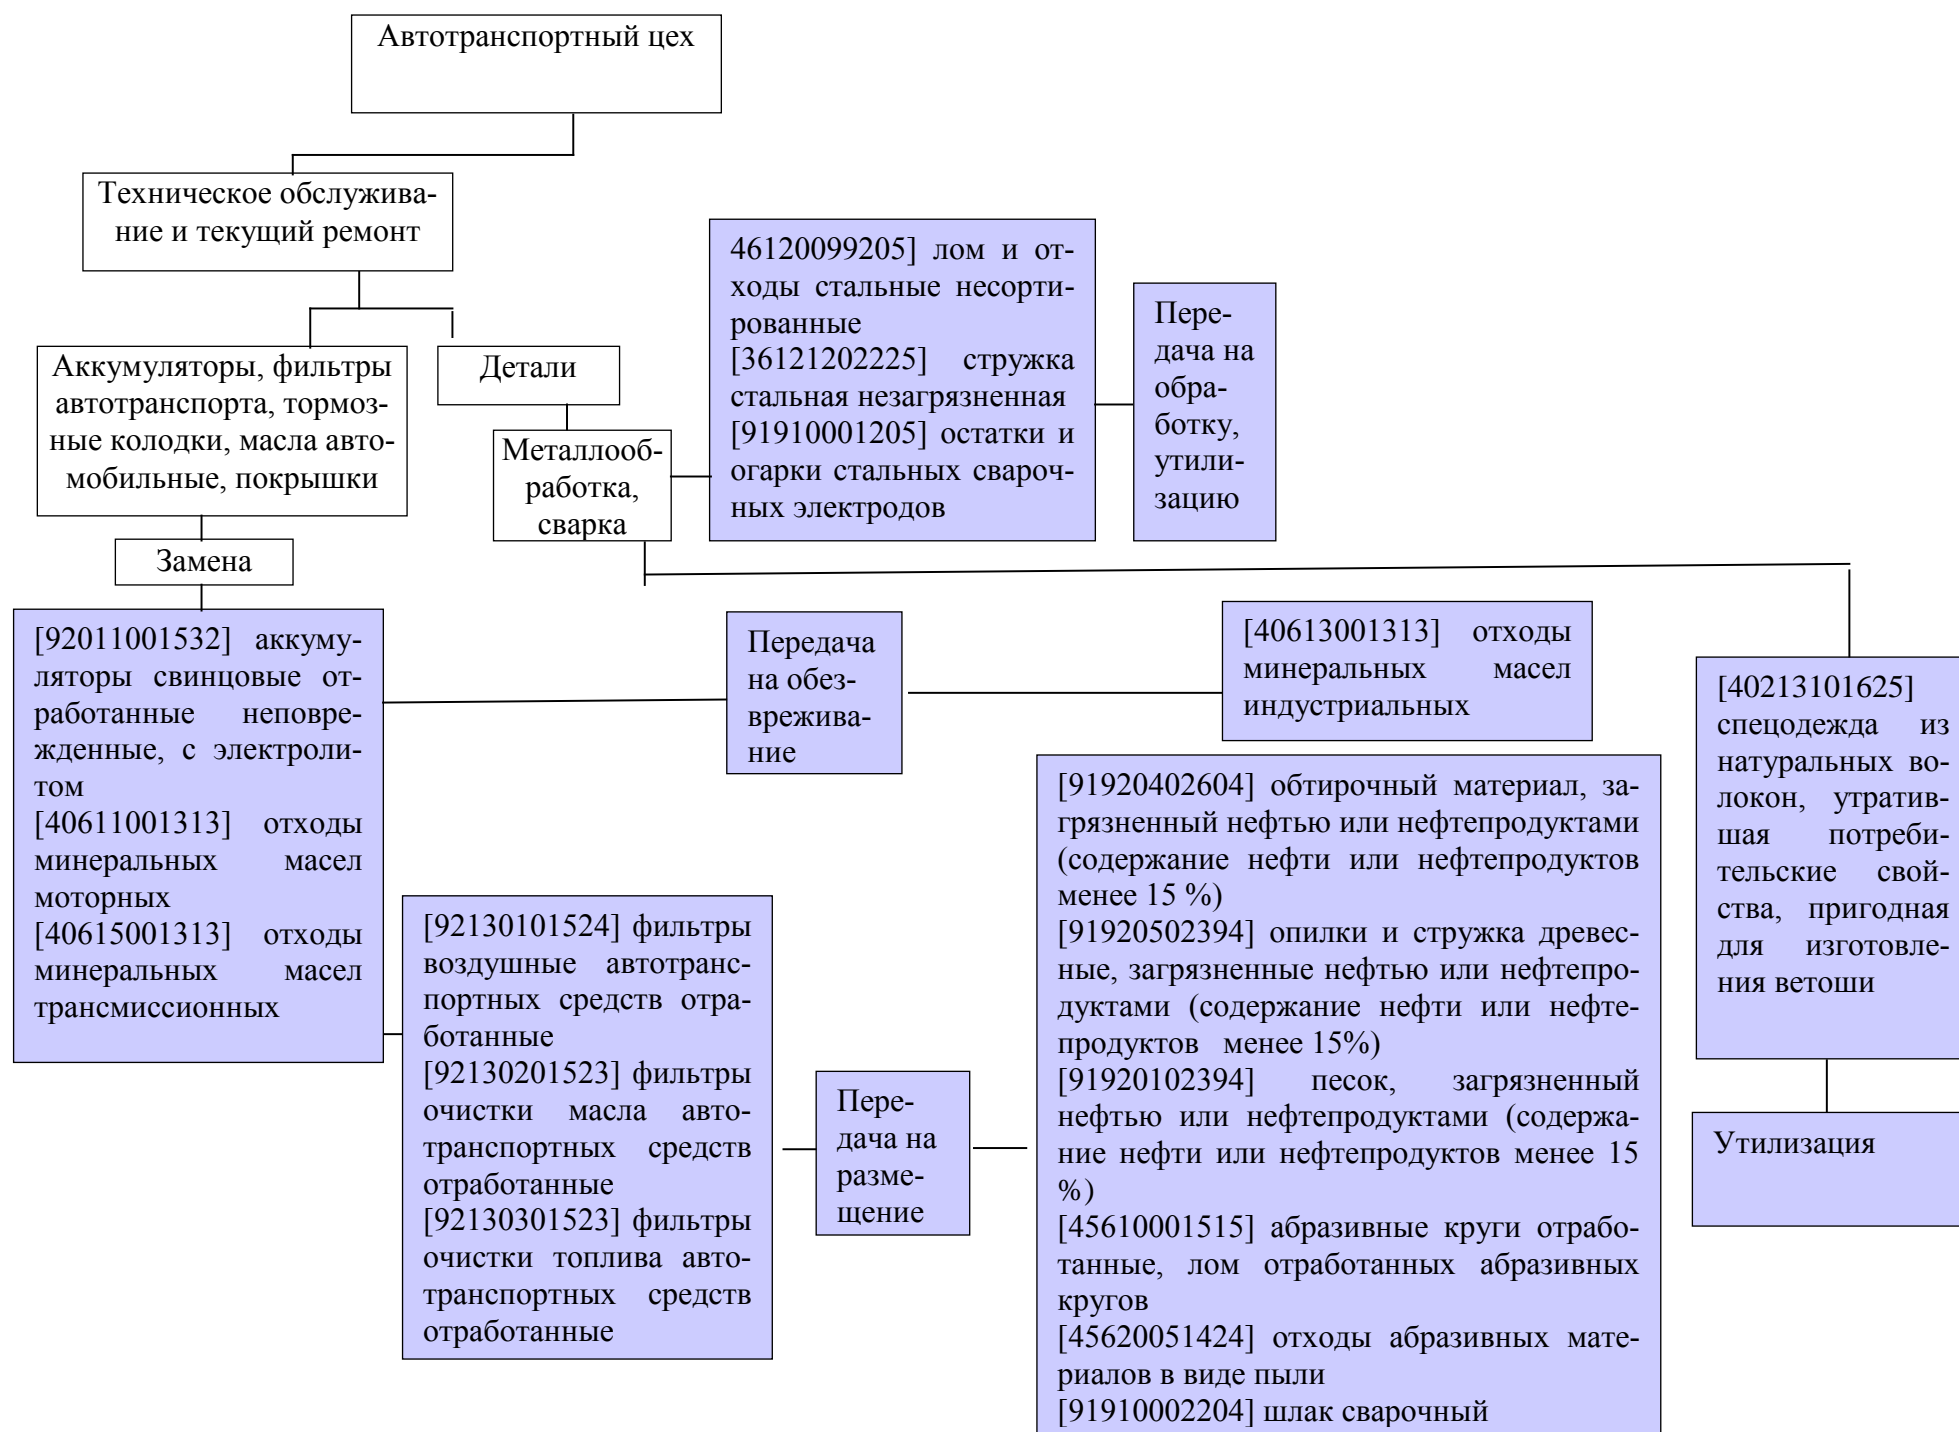 Автотранспортный цех
Техническое обслужива-
ние и текущий ремонт
46120099205] лом и от-
ходы стальные несорти-
рованные
[36121202225] стружка
стальная незагрязненная
[91910001205] остатки и
огарки стальных свароч-
ных электродов
Пере-
дача на
обра-
ботку,
утили-
зацию
Аккумуляторы, фильтры
автотранспорта, тормоз-
ные колодки, масла авто-
мобильные, покрышки
Детали
Металлооб-
работка,
сварка
Замена
[92011001532] аккуму-
ляторы свинцовые от-
работанные неповре-
жденные, с электроли-
том
[40611001313] отходы
минеральных масел
моторных
[40615001313] отходы
минеральных масел
трансмиссионных
Передача
на обез-
врежива-
ние
[40613001313] отходы
минеральных масел
индустриальных
[40213101625]
спецодежда из
натуральных во-
локон, утратив-
шая потреби-
тельские свой-
ства, пригодная
для изготовле-
ния ветоши
[92130101524] фильтры
воздушные автотранс-
портных средств отра-
ботанные
[92130201523] фильтры
очистки масла авто-
транспортных средств
отработанные
[92130301523] фильтры
очистки топлива авто-
транспортных средств
отработанные
Пере-
дача на
разме-
щение
[91920402604] обтирочный материал, за-
грязненный нефтью или нефтепродуктами
(содержание нефти или нефтепродуктов
менее 15 %)
[91920502394] опилки и стружка древес-
ные, загрязненные нефтью или нефтепро-
дуктами (содержание нефти или нефте-
продуктов менее 15%)
[91920102394] песок, загрязненный
нефтью или нефтепродуктами (содержа-
ние нефти или нефтепродуктов менее 15
%)
[45610001515] абразивные круги отрабо-
танные, лом отработанных абразивных
кругов
[45620051424] отходы абразивных мате-
риалов в виде пыли
[91910002204] шлак сварочный
Утилизация